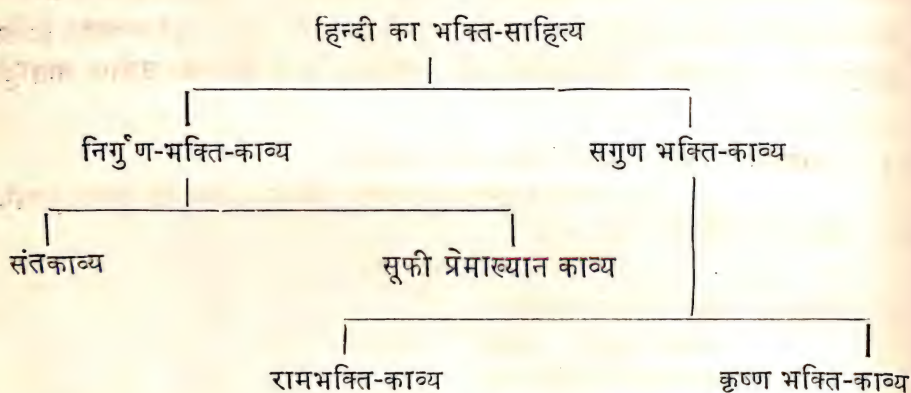 हिन्दी का भक्ति-साहित्य
निर्गुण-भक्ति-काव्य सगुण भक्ति-काव्य
संतकाव्य सूफी प्रेमाख्यान काव्य
रामभक्ति-काव्य कृष्ण भक्ति-काव्य